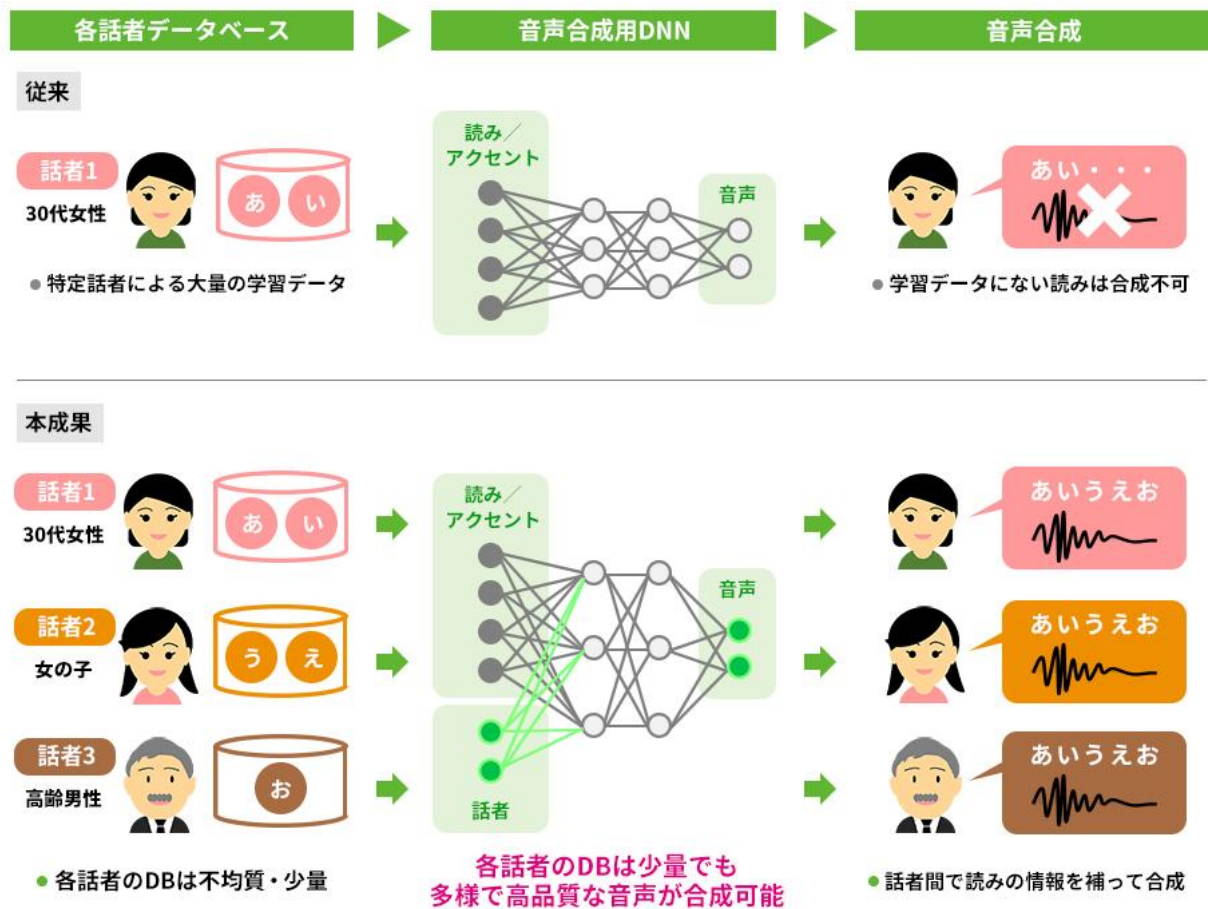 各話者データベース
音声合成用DNN
音声合成
従来
話者1
30代女性
あ
い
読み/
アクセント
音声
あい・・・
● 特定話者による大量の学習データ
● 学習データにない読みは合成不可
本成果
話者1
30代女性
あ
い
話者2
女の子
う
え
話者3
高齢男性
お
読み/
アクセント
音声
話者
あいうえお
あいうえお
あいうえお
● 各話者のDBは不均質・少量
各話者のDBは少量でも
多様で高品質な音声が合成可能
● 話者間で読みの情報を補って合成